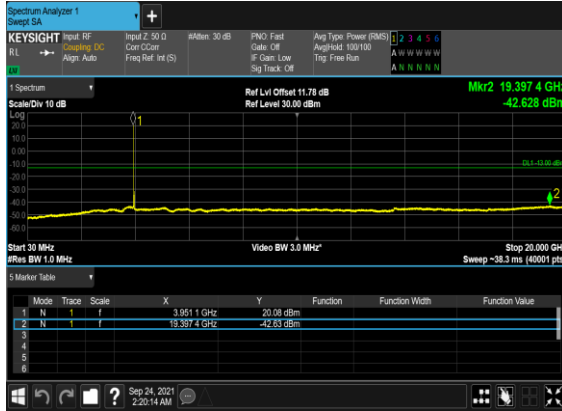 Spectrum Analyzer 1
Swept SA
KEYSIGHT Input: RF Input Z: 50 Ω #Atten: 30 dB PNO: Fast Avg Type: Power (RMS) 1 2 3 4 5 6
RL Coupling: DC Corr CCorr Gate: Off Avg|Hold: 100/100 A W W W W W
Align: Auto Freq Ref: Int (S) IF Gain: Low Trig: Free Run
Sig Track: Off A N N N N N
1 Spectrum Ref Lvl Offset 11.78 dB Mkr2 19.397 4 GHz
Scale/Div 10 dB Ref Level 30.00 dBm -42.628 dBm
Log
1
20.0
10.0
0.00
-10.0
DL1 -13.00 dBm
-20.0
-30.0
-40.0
2
-50.0
-60.0
Start 30 MHz Video BW 3.0 MHz* Stop 20.000 GHz
#Res BW 1.0 MHz Sweep ~38.3 ms (40001 pts)
5 Marker Table
Mode Trace Scale X Y Function Function Width Function Value
1 N 1 f 3.951 1 GHz 20.08 dBm
2 N 1 f 19.397 4 GHz -42.63 dBm
3
4
5
6
? Sep 24, 2021
2:20:14 AM